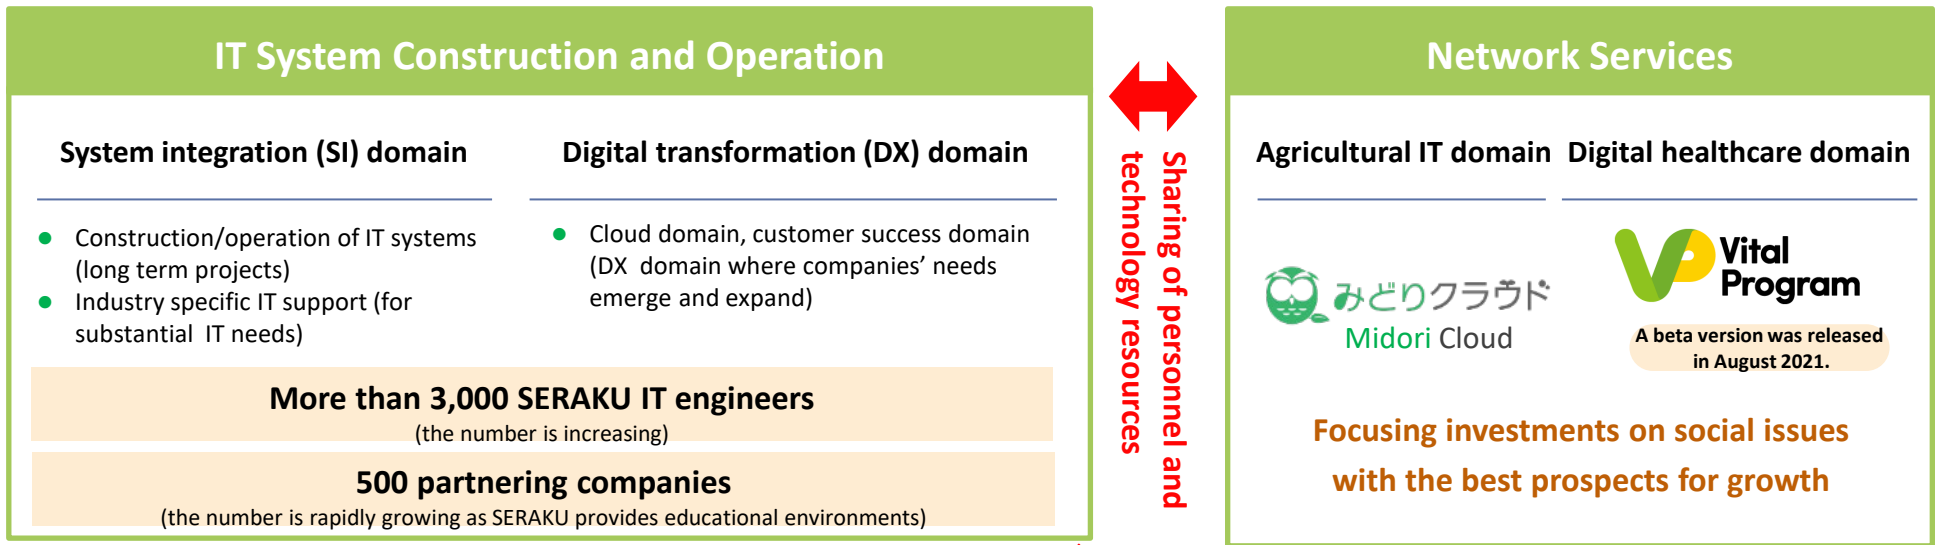 IT System Construction and Operation
System integration (SI) domain
● Construction/operation of IT systems
(long term projects)
● Industry specific IT support (for
substantial IT needs)
Digital transformation (DX) domain
● Cloud domain, customer success domain
(DX domain where companies’ needs
emerge and expand)
More than 3,000 SERAKU IT engineers
(the number is increasing)
500 partnering companies
(the number is rapidly growing as SERAKU provides educational environments)
Sharing of personnel and
technology resources
Network Services
Agricultural IT domain
みどりクラウド
Midori Cloud
Digital healthcare domain
Vital
Program
A beta version was released
in August 2021.
Focusing investments on social issues
with the best prospects for growth